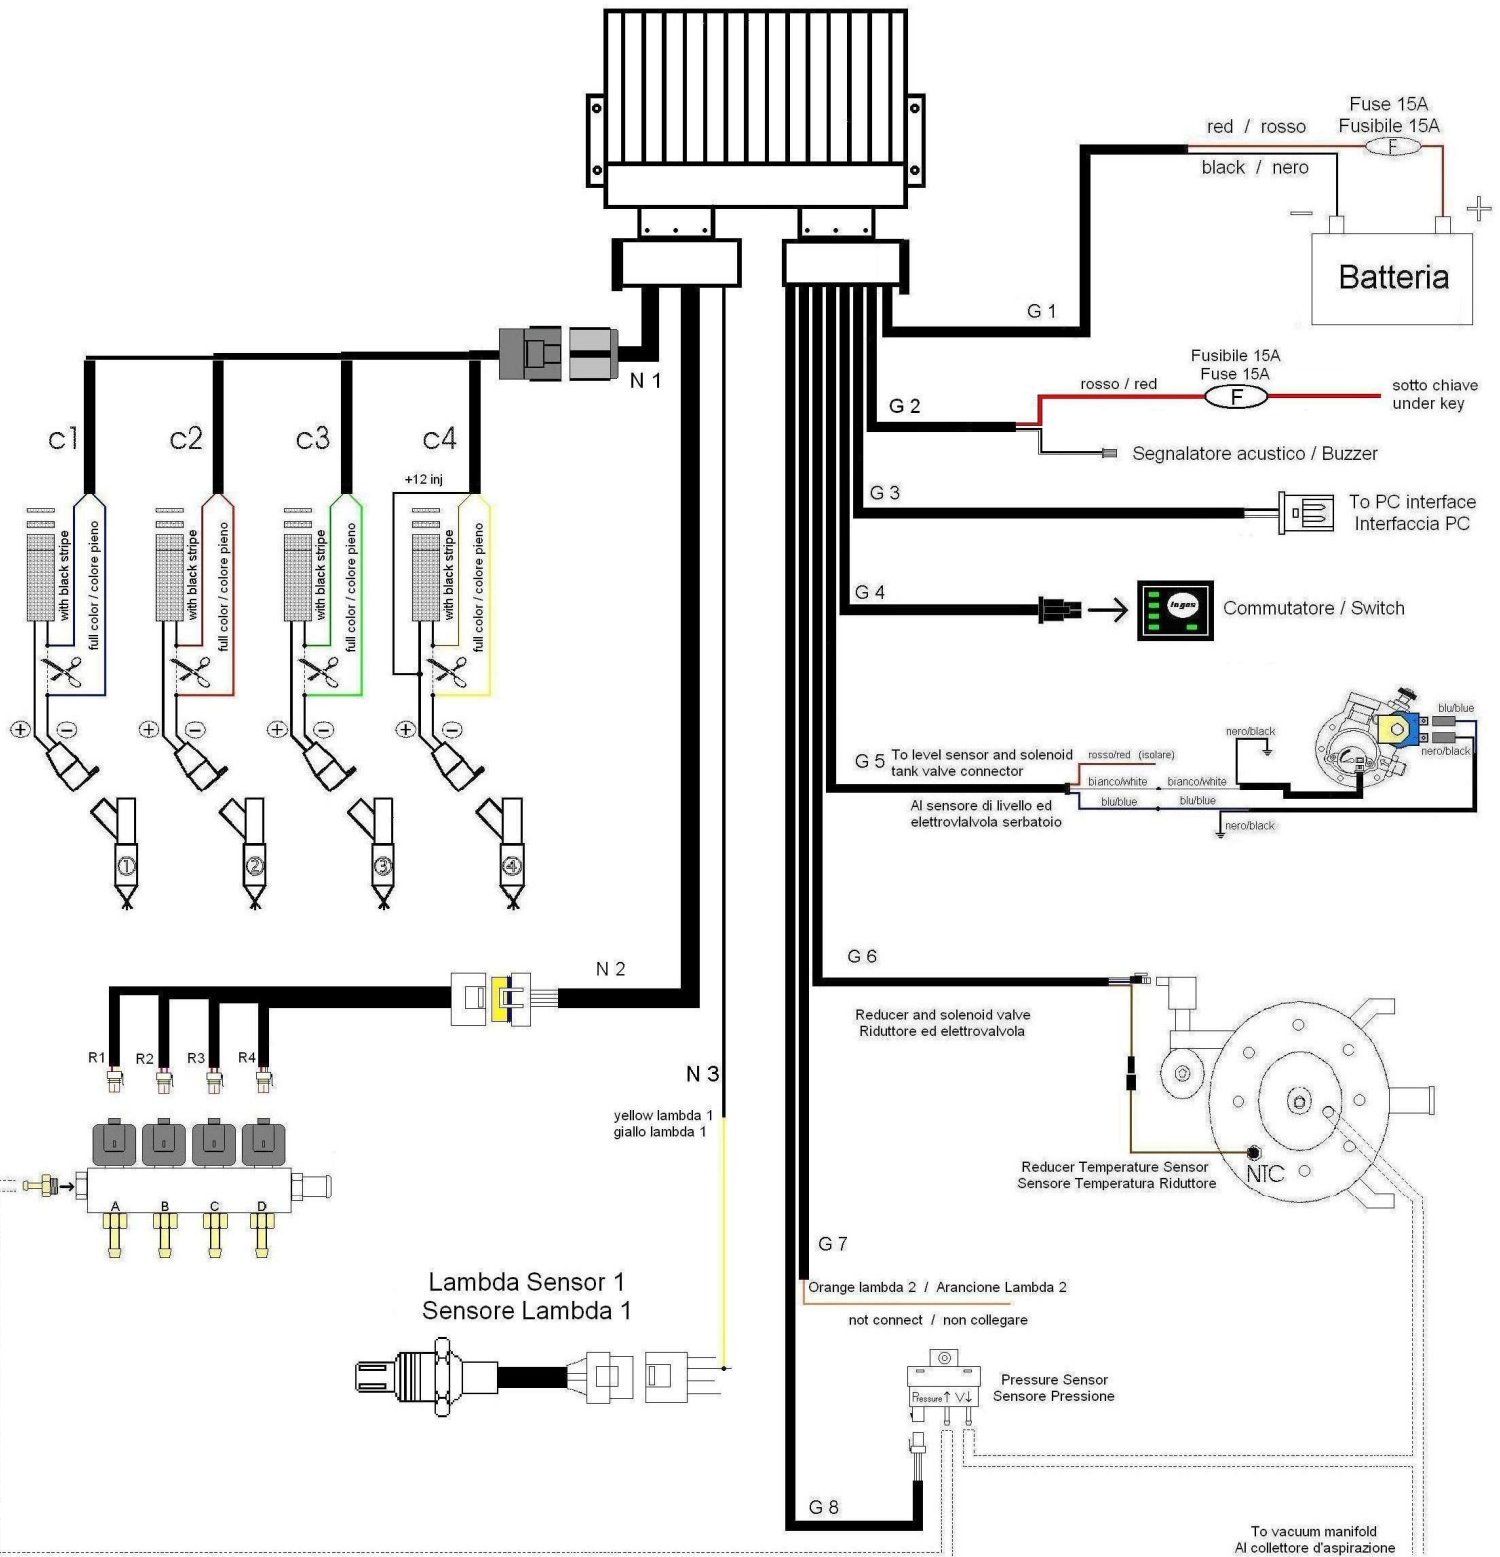 Fuse 15A
Fusibile 15A
red / rosso
F
black / nero
Batteria
G 1
N 1
Fusibile 15A
Fuse 15A
rosso / red
F
sotto chiave
under key
G 2
Segnalatore acustico / Buzzer
c1
c2
c3
c4
+12 inj
G 3
To PC interface
Interfaccia PC
with black stripe
full color / colore pieno
with black stripe
full color / colore pieno
with black stripe
full color / colore pieno
with black stripe
full color / colore pieno
G 4
Commutatore / Switch
+
−
+
−
+
−
+
−
G 5
To level sensor and solenoid
tank valve connector
Al sensore di livello ed
elettrovlalvola serbatoio
rosso/red (isolare)
bianco/white
bianco/white
blu/blue
blu/blue
nero/black
nero/black
blu/blue
nero/black
1
2
3
4
N 2
G 6
Reducer and solenoid valve
Riduttore ed elettrovalvola
R1
R2
R3
R4
N 3
yellow lambda 1
giallo lambda 1
Reducer Temperature Sensor
Sensore Temperatura Riduttore
NTC
A
B
C
D
G 7
Orange lambda 2 / Arancione Lambda 2
not connect / non collegare
Lambda Sensor 1
Sensore Lambda 1
Pressure Sensor
Sensore Pressione
Pressure ↑ V↓
G 8
To vacuum manifold
Al collettore d'aspirazione